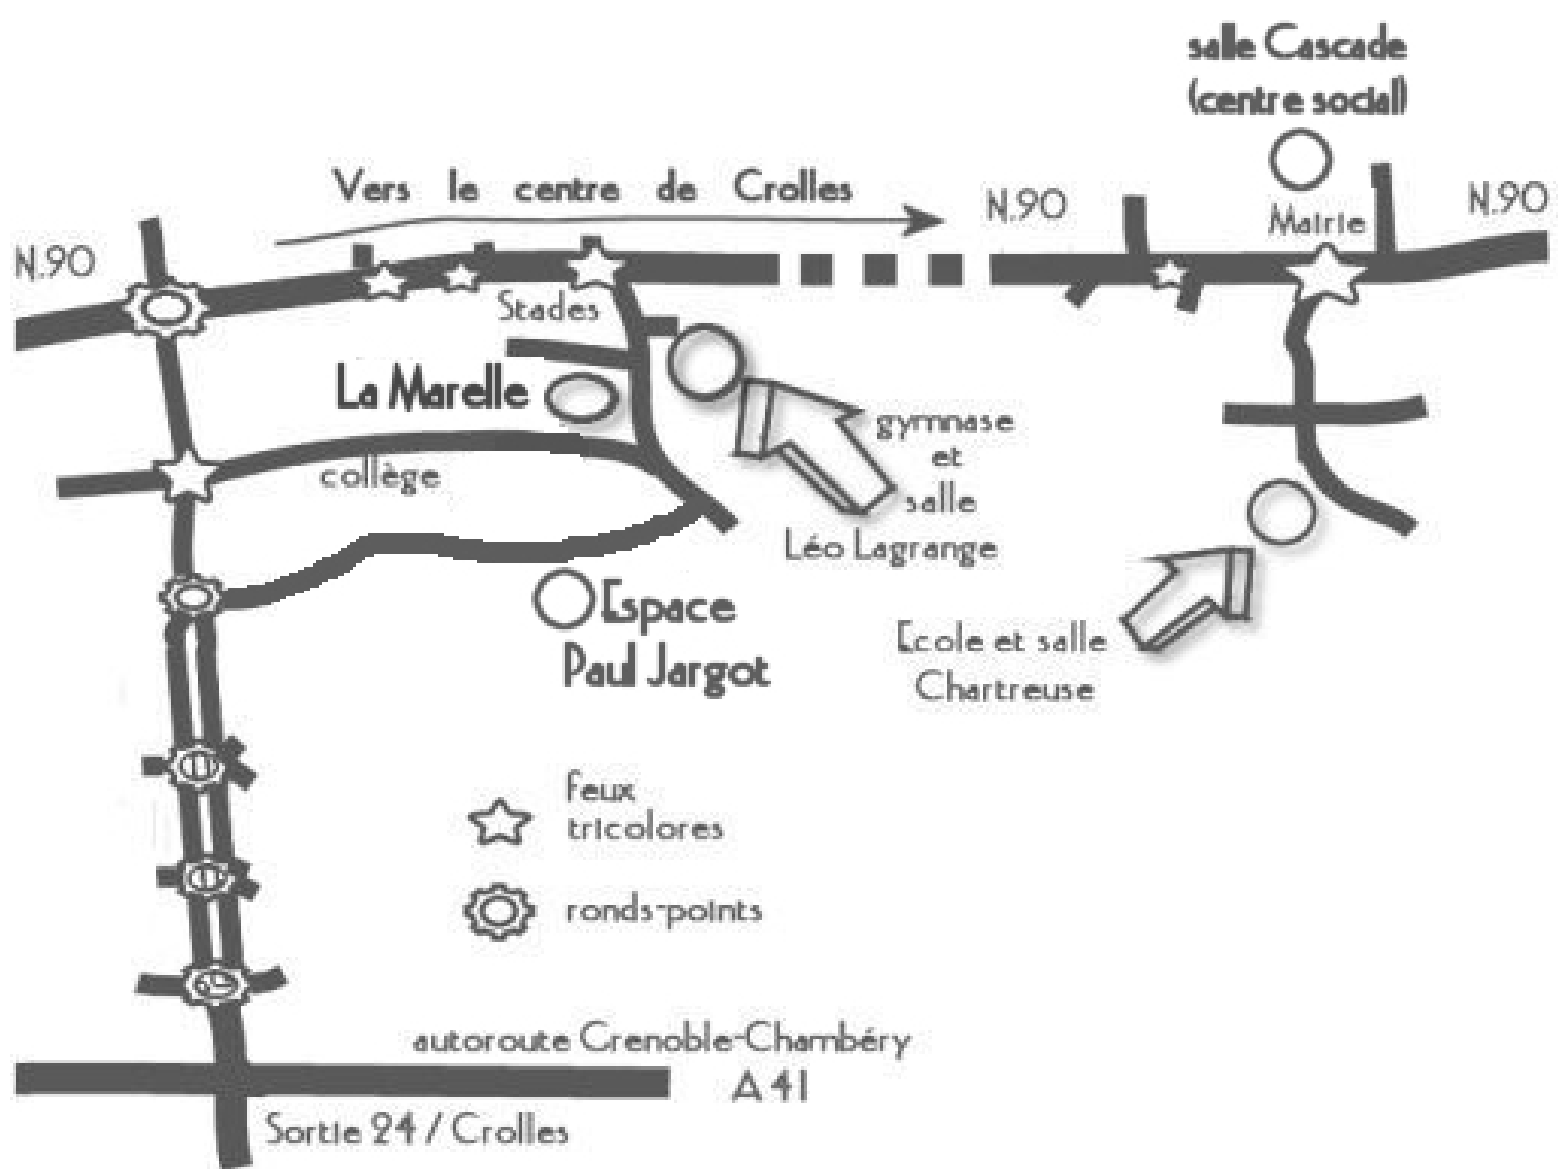 salle Cascade
(centre social)
Vers le centre de Crolles
N.90
N.90
Mairie
N.90
Stades
La Marelle
gymnase
et
salle
Léo Lagrange
collège
Espace
Paul Jargot
Ecole et salle
Chartreuse
feux
tricolores
ronds-points
autoroute Grenoble-Chambéry
A 41
Sortie 24 / Crolles